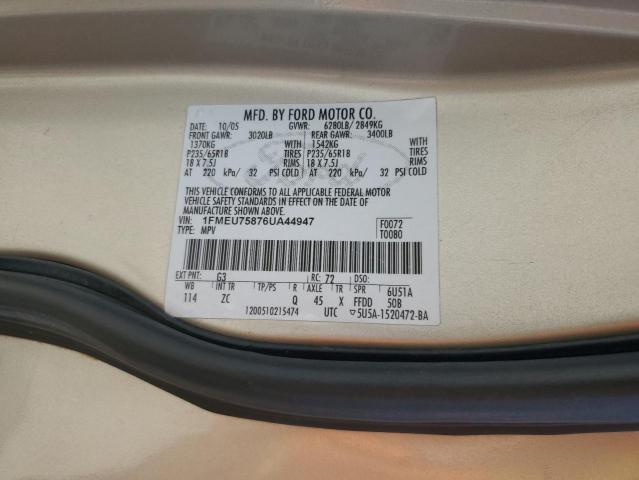 MFD. BY FORD MOTOR CO.
DATE: 10/05 GVWR: 6280LB/ 2849KG
FRONT GAWR: 3020LB REAR GAWR: 3400LB
1370KG WITH 1542KG WITH
P235/65R18 TIRES P235/65R18 TIRES
18 X 7.5J RIMS 18 X 7.5J RIMS
AT 220 kPa/ 32 PSI COLD AT 220 kPa/ 32 PSI COLD
THIS VEHICLE CONFORMS TO ALL APPLICABLE FEDERAL MOTOR
VEHICLE SAFETY STANDARDS IN EFFECT ON THE DATE OF
MANUFACTURE SHOWN ABOVE.
VIN: 1FMEU75876UA44947 F0072
TYPE: MPV T0080
EXT PNT: G3 RC: 72 DSO:
WB INT TR TP/PS R AXLE TR SPR 6U51A
114 ZC Q 45 X FFDD 50B
1200510215474 UTC ▽5U5A-1520472-BA